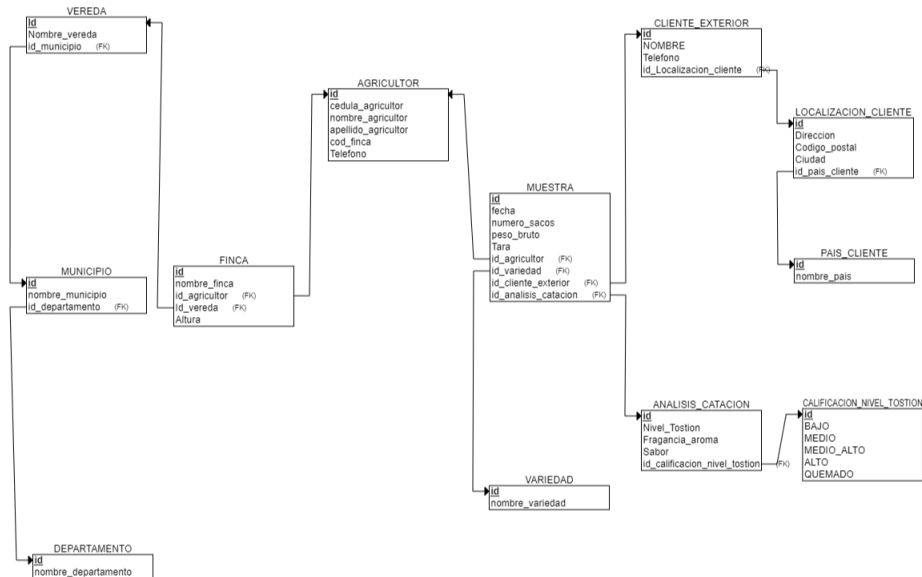 VEREDA
Id
Nombre_vereda
id_municipio (FK)
CLIENTE_EXTERIOR
id
NOMBRE
Telefono
id_Localizacion_cliente (FK)
AGRICULTOR
id
cedula_agricultor
nombre_agricultor
apellido_agricultor
cod_finca
Telefono
LOCALIZACION_CLIENTE
id
Direccion
Codigo_postal
Ciudad
id_pais_cliente (FK)
MUESTRA
id
fecha
numero_sacos
peso_bruto
Tara
id_agricultor (FK)
id_variedad (FK)
id_cliente_exterior (FK)
id_analisis_catacion (FK)
MUNICIPIO
id
nombre_municipio
id_departamento (FK)
FINCA
id
nombre_finca
id_agricultor (FK)
Id_vereda (FK)
Altura
PAIS_CLIENTE
id
nombre_pais
ANALISIS_CATACION
id
Nivel_Tostion
Fragancia_aroma
Sabor
id_calificacion_nivel_tostion (FK)
CALIFICACION_NIVEL_TOSTION
id
BAJO
MEDIO
MEDIO_ALTO
ALTO
QUEMADO
VARIEDAD
id
nombre_variedad
DEPARTAMENTO
id
nombre_departamento